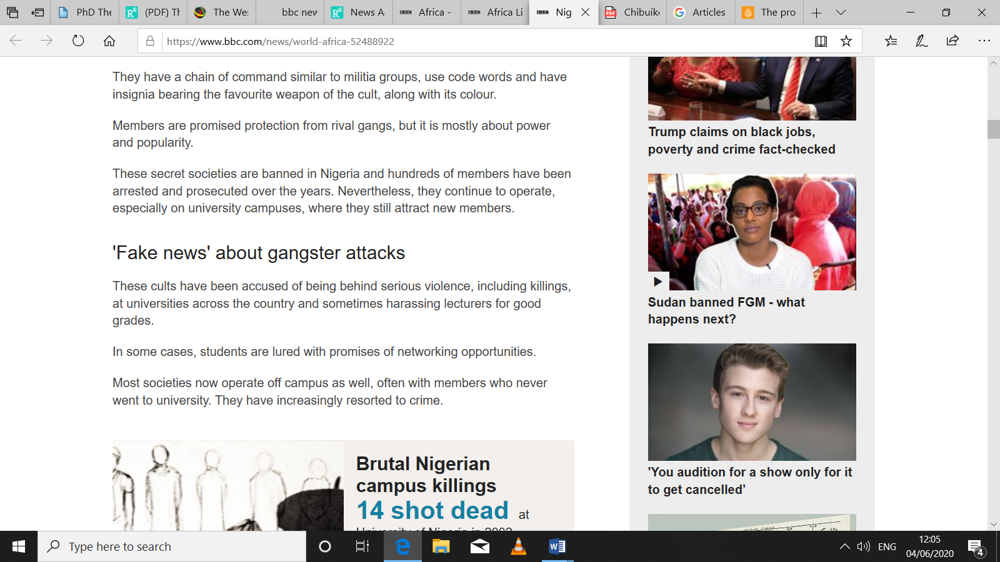 PhD The
(PDF) Th
The Wes
bbc new
News A
BBC Africa -
BBC Africa Li
BBC Nig
PDF Chibuik
Articles
The pro
https://www.bbc.com/news/world-africa-52488922
They have a chain of command similar to militia groups, use code words and have
insignia bearing the favourite weapon of the cult, along with its colour.
Members are promised protection from rival gangs, but it is mostly about power
and popularity.
These secret societies are banned in Nigeria and hundreds of members have been
arrested and prosecuted over the years. Nevertheless, they continue to operate,
especially on university campuses, where they still attract new members.
'Fake news' about gangster attacks
These cults have been accused of being behind serious violence, including killings,
at universities across the country and sometimes harassing lecturers for good
grades.
In some cases, students are lured with promises of networking opportunities.
Most societies now operate off campus as well, often with members who never
went to university. They have increasingly resorted to crime.
Brutal Nigerian
campus killings
14 shot dead at
University of Nigeria in 2002
Trump claims on black jobs,
poverty and crime fact-checked
Sudan banned FGM - what
happens next?
'You audition for a show only for it
to get cancelled'
Type here to search
ENG
12:05
04/06/2020
4